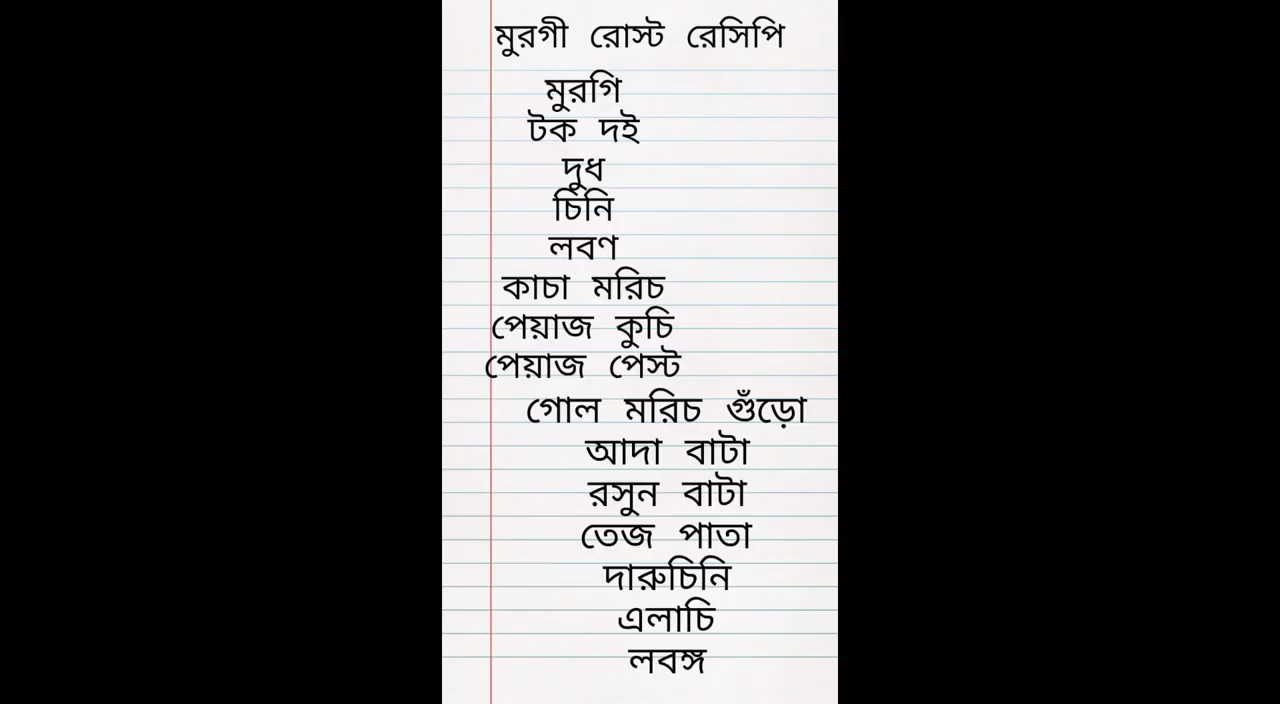 মুরগী রোস্ট রেসিপি
মুরগি
টক দই
দুধ
চিনি
লবণ
কাচা মরিচ
পেয়াজ কুচি
পেয়াজ পেস্ট
গোল মরিচ গুঁড়ো
আদা বাটা
রসুন বাটা
তেজ পাতা
দারুচিনি
এলাচি
লবঙ্গ